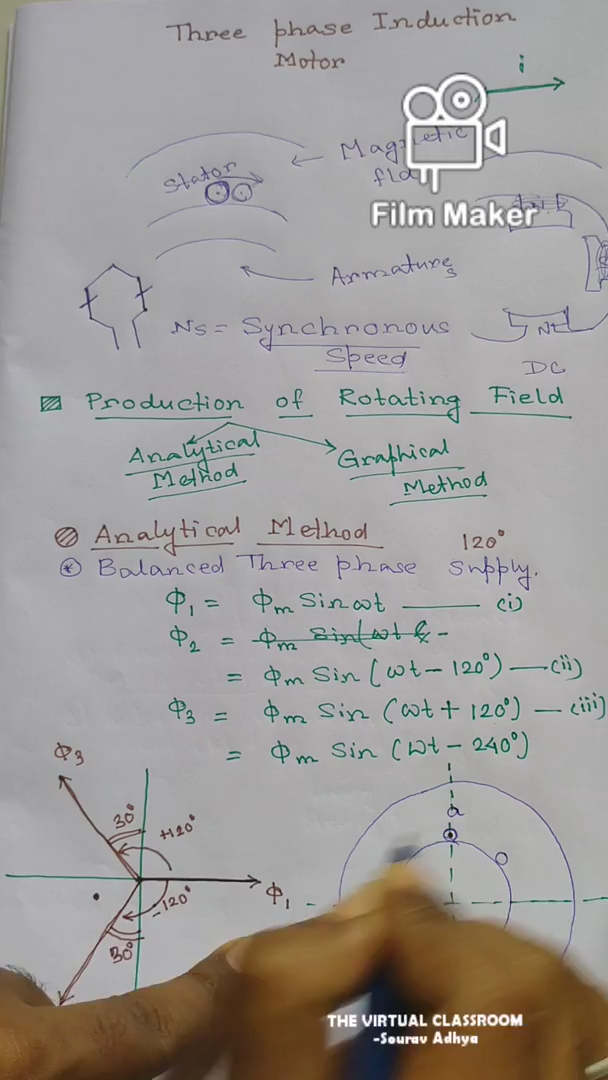 Three phase Induction
Motor
i
Magnetic
Stator
Film Maker
Armatures
Ns = Synchronous
Speed
DC
Production of Rotating Field
Analytical
Method
Graphical
Method
Analytical Method
120°
Balanced Three phase supply.
Φ1 = Φm Sin ωt —— (i)
Φ2 = Φm Sin(ωt
= Φm Sin (ωt - 120°) —(ii)
Φ3 = Φm Sin (ωt + 120°) —(iii)
= Φm Sin (ωt - 240°)
Φ3
30°
+120°
a
Φ1
-120°
30°
THE VIRTUAL CLASSROOM
-Sourav Adhya